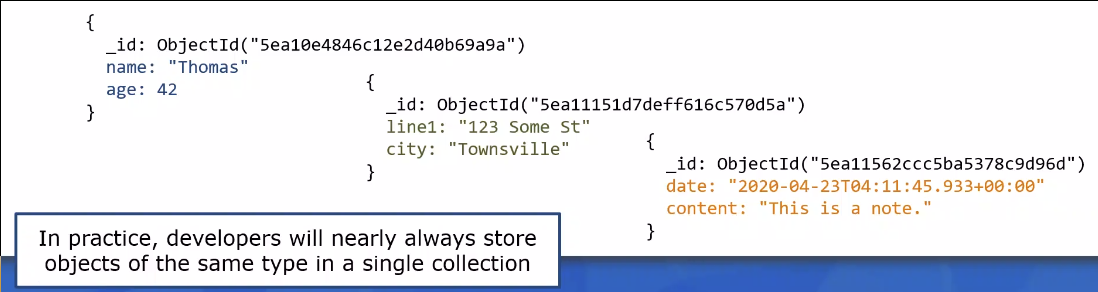 {
_id: ObjectId("5ea10e4846c12e2d40b69a9a")
name: "Thomas"
age: 42
}
{
_id: ObjectId("5ea11151d7deff616c570d5a")
line1: "123 Some St"
city: "Townsville"
}
{
_id: ObjectId("5ea11562ccc5ba5378c9d96d")
date: "2020-04-23T04:11:45.933+00:00"
content: "This is a note."
}
In practice, developers will nearly always store
objects of the same type in a single collection